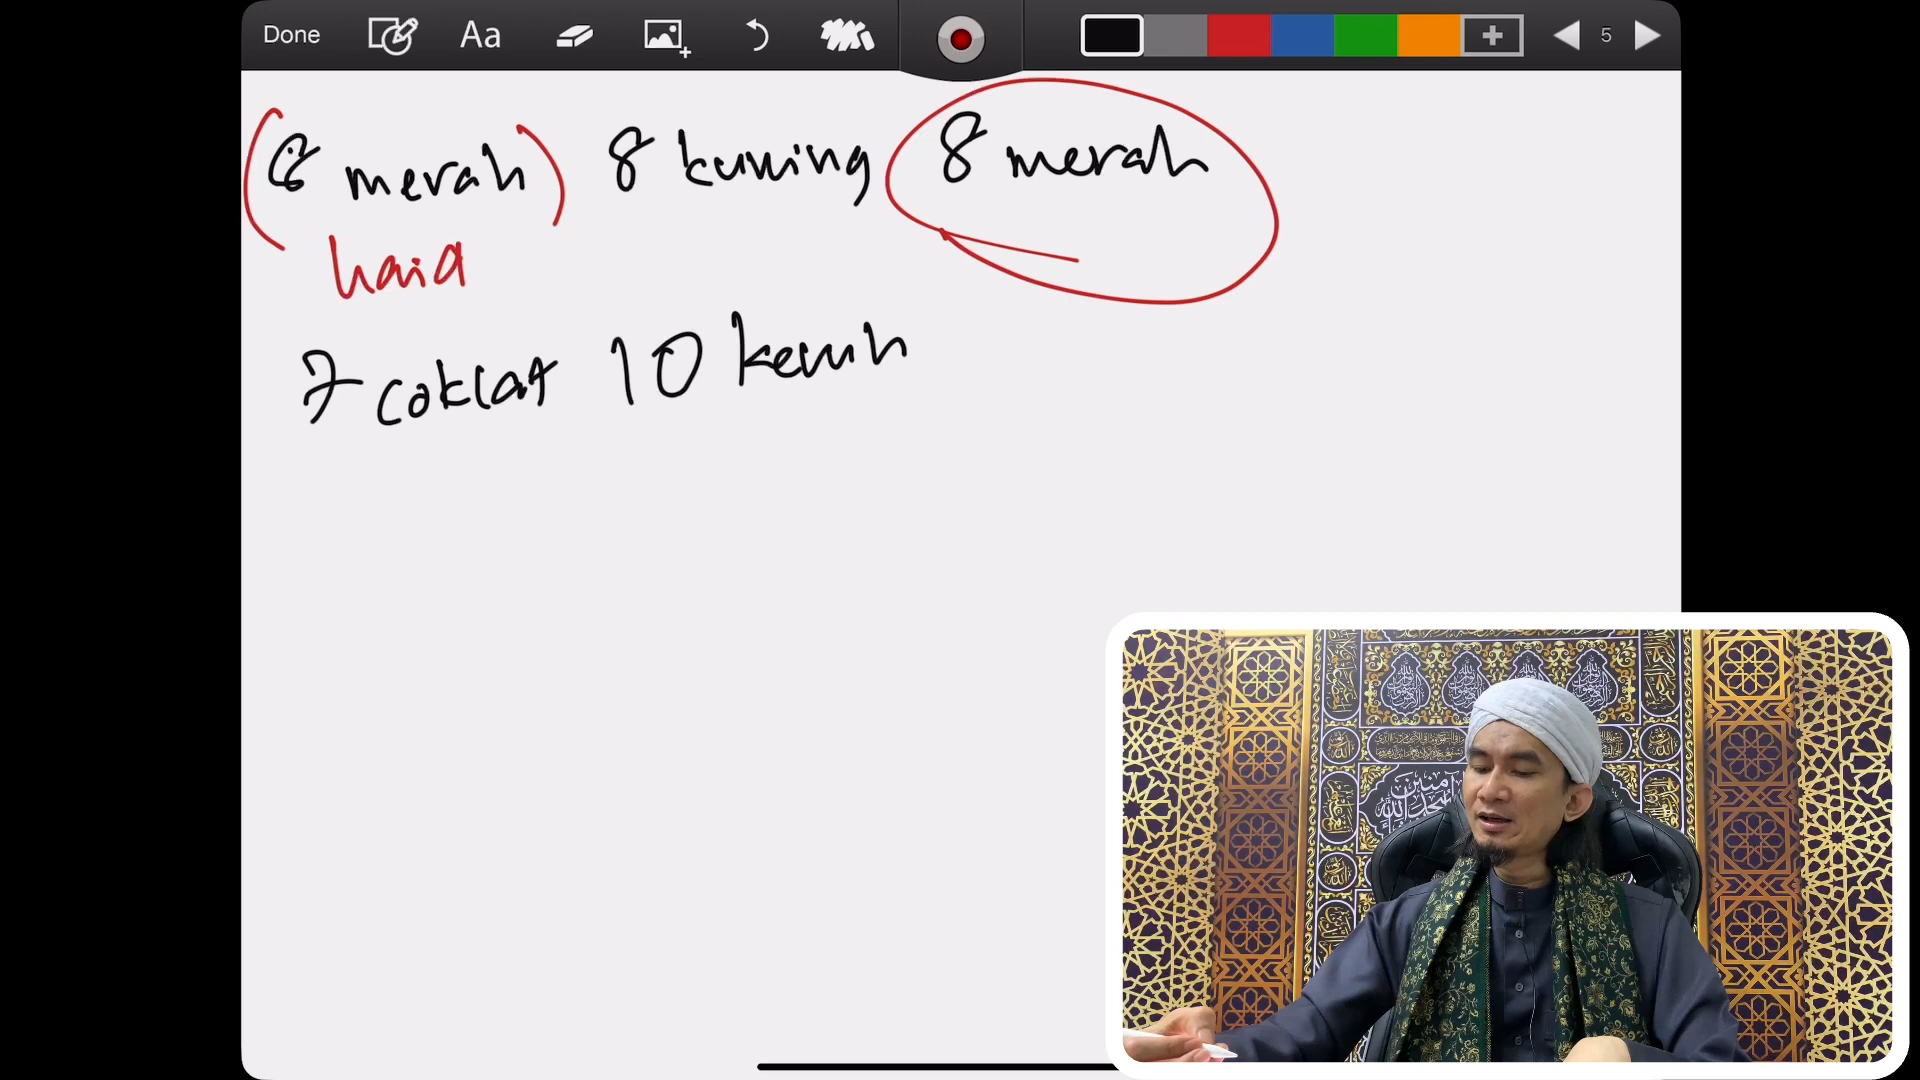 Done Aa 5
(8 merah) 8 kuning 8 merah
haid
7 coklat 10 keruh